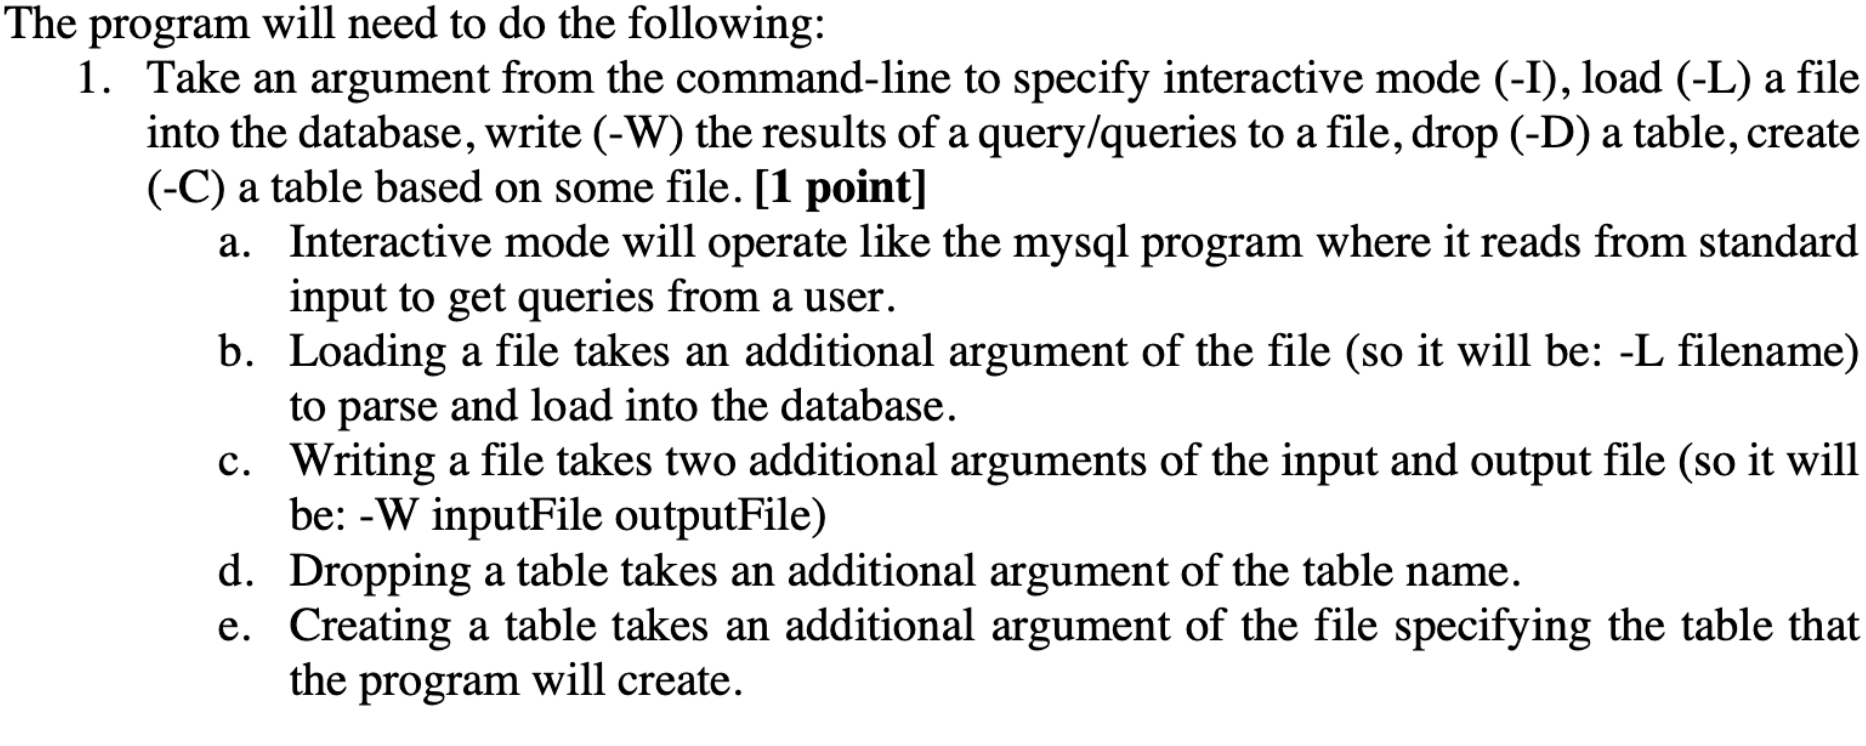 The program will need to do the following:
1. Take an argument from the command-line to specify interactive mode (-I), load (-L) a file
into the database, write (-W) the results of a query/queries to a file, drop (-D) a table, create
(-C) a table based on some file. [1 point]
a. Interactive mode will operate like the mysql program where it reads from standard
input to get queries from a user.
b. Loading a file takes an additional argument of the file (so it will be: -L filename)
to parse and load into the database.
c. Writing a file takes two additional arguments of the input and output file (so it will
be: -W inputFile outputFile)
d. Dropping a table takes an additional argument of the table name.
e. Creating a table takes an additional argument of the file specifying the table that
the program will create.